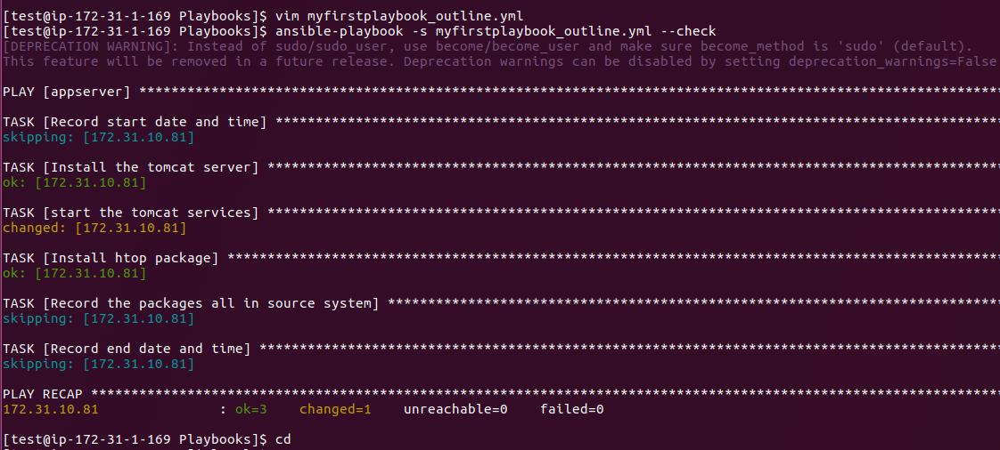 [test@ip-172-31-1-169 Playbooks]$ vim myfirstplaybook_outline.yml
[test@ip-172-31-1-169 Playbooks]$ ansible-playbook -s myfirstplaybook_outline.yml --check
[DEPRECATION WARNING]: Instead of sudo/sudo_user, use become/become_user and make sure become_method is 'sudo' (default).
This feature will be removed in a future release. Deprecation warnings can be disabled by setting deprecation_warnings=False
PLAY [appserver] ************************************************************************************************************
TASK [Record start date and time] *******************************************************************************************
skipping: [172.31.10.81]
TASK [Install the tomcat server] ********************************************************************************************
ok: [172.31.10.81]
TASK [start the tomcat services] ********************************************************************************************
changed: [172.31.10.81]
TASK [Install htop package] *************************************************************************************************
ok: [172.31.10.81]
TASK [Record the packages all in source system] *****************************************************************************
skipping: [172.31.10.81]
TASK [Record end date and time] *********************************************************************************************
skipping: [172.31.10.81]
PLAY RECAP ******************************************************************************************************************
172.31.10.81               : ok=3    changed=1    unreachable=0    failed=0
[test@ip-172-31-1-169 Playbooks]$ cd